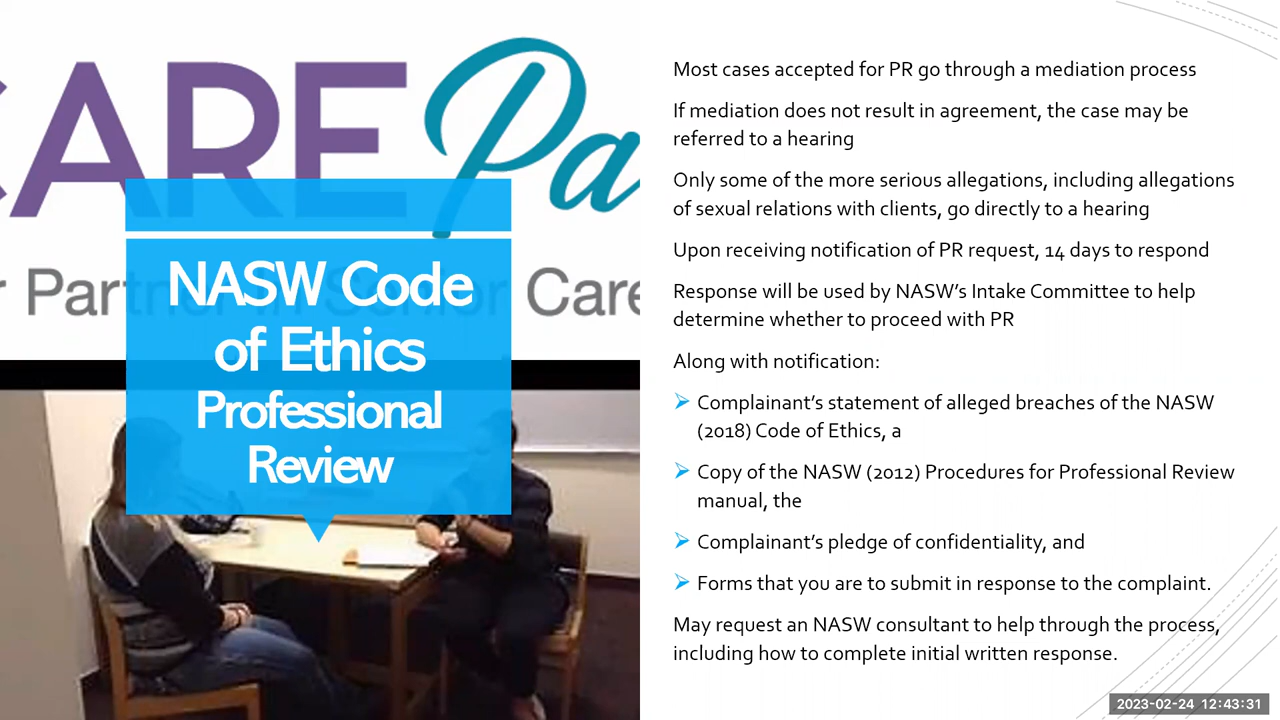 CARE Pa
r Partner in Senior Care
NASW Code
of Ethics
Professional
Review
Most cases accepted for PR go through a mediation process
If mediation does not result in agreement, the case may be
referred to a hearing
Only some of the more serious allegations, including allegations
of sexual relations with clients, go directly to a hearing
Upon receiving notification of PR request, 14 days to respond
Response will be used by NASW’s Intake Committee to help
determine whether to proceed with PR
Along with notification:
Complainant’s statement of alleged breaches of the NASW
(2018) Code of Ethics, a
Copy of the NASW (2012) Procedures for Professional Review
manual, the
Complainant’s pledge of confidentiality, and
Forms that you are to submit in response to the complaint.
May request an NASW consultant to help through the process,
including how to complete initial written response.
2023-02-24 12:43:31